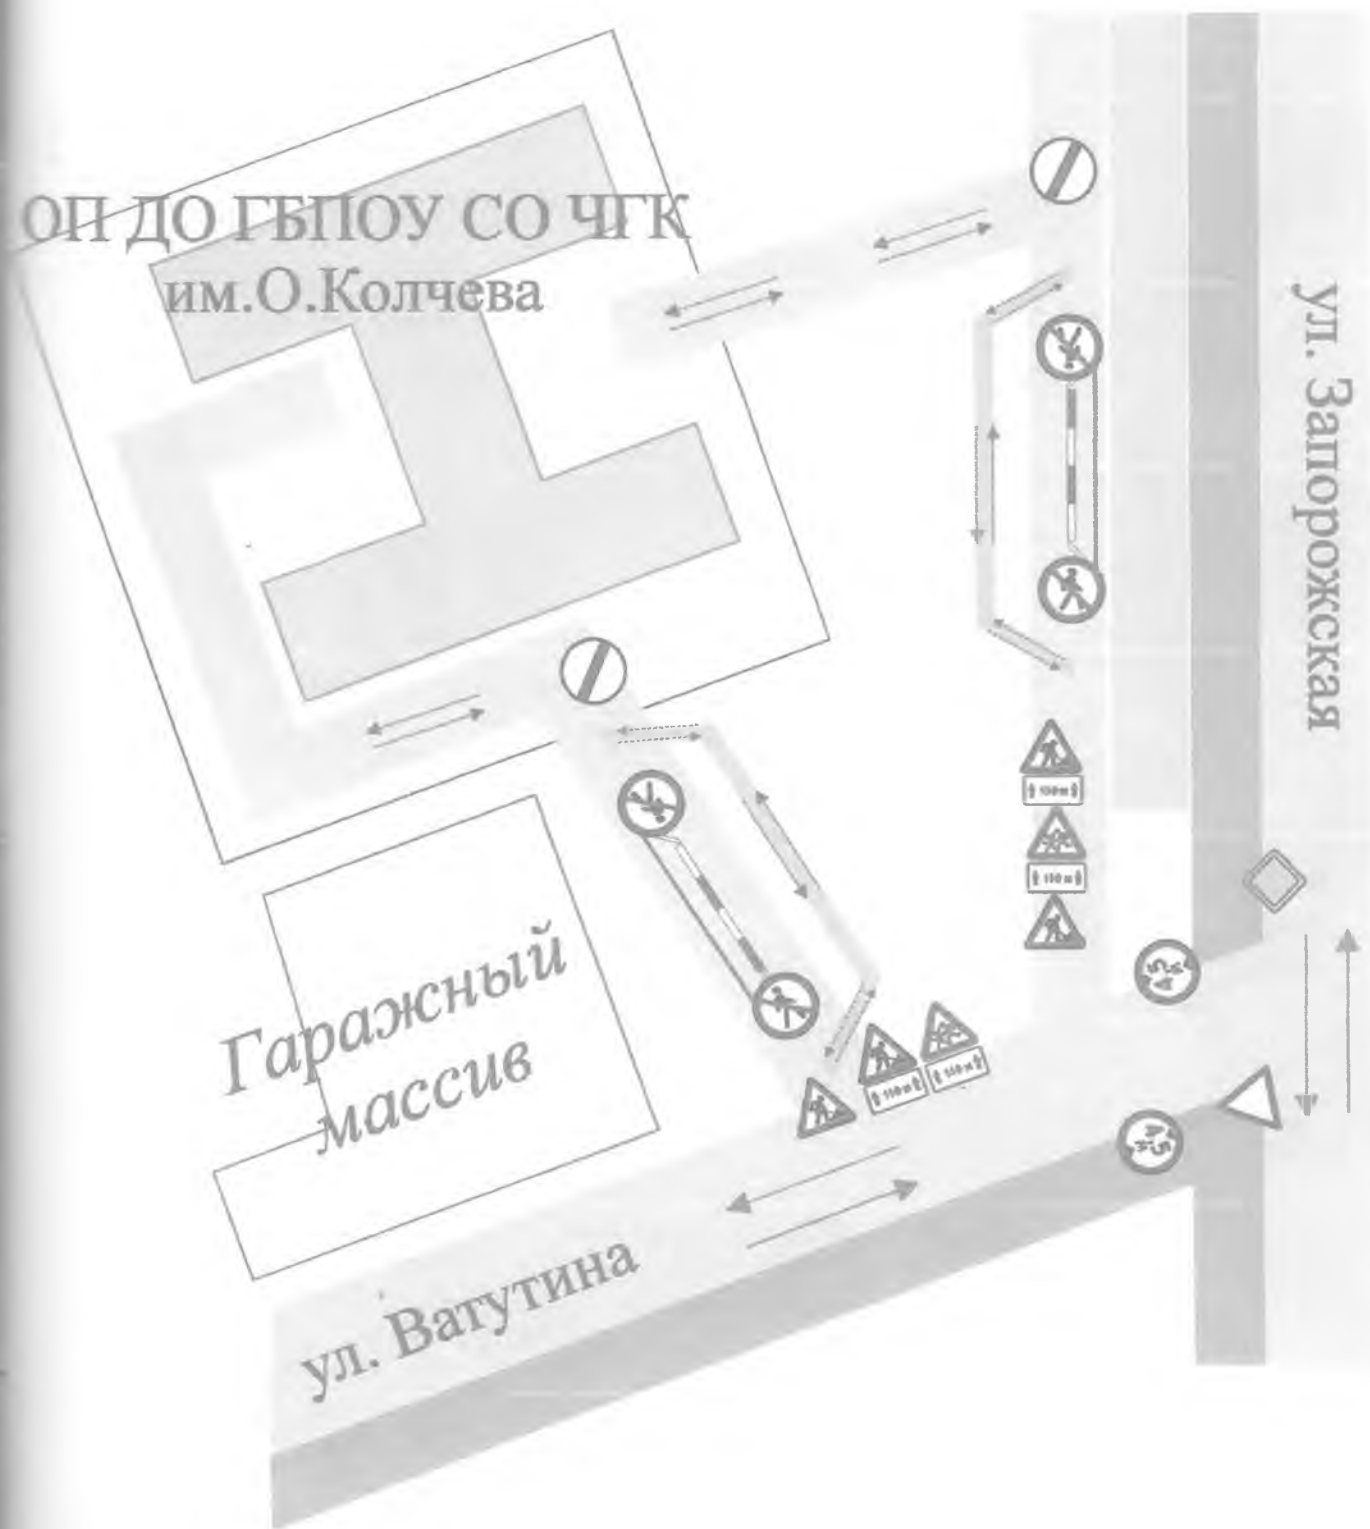 ОП ДО ГБПОУ СО ЧГК
им.О.Колчева
ул. Запорожская
Гаражный
массив
ул. Ватутина